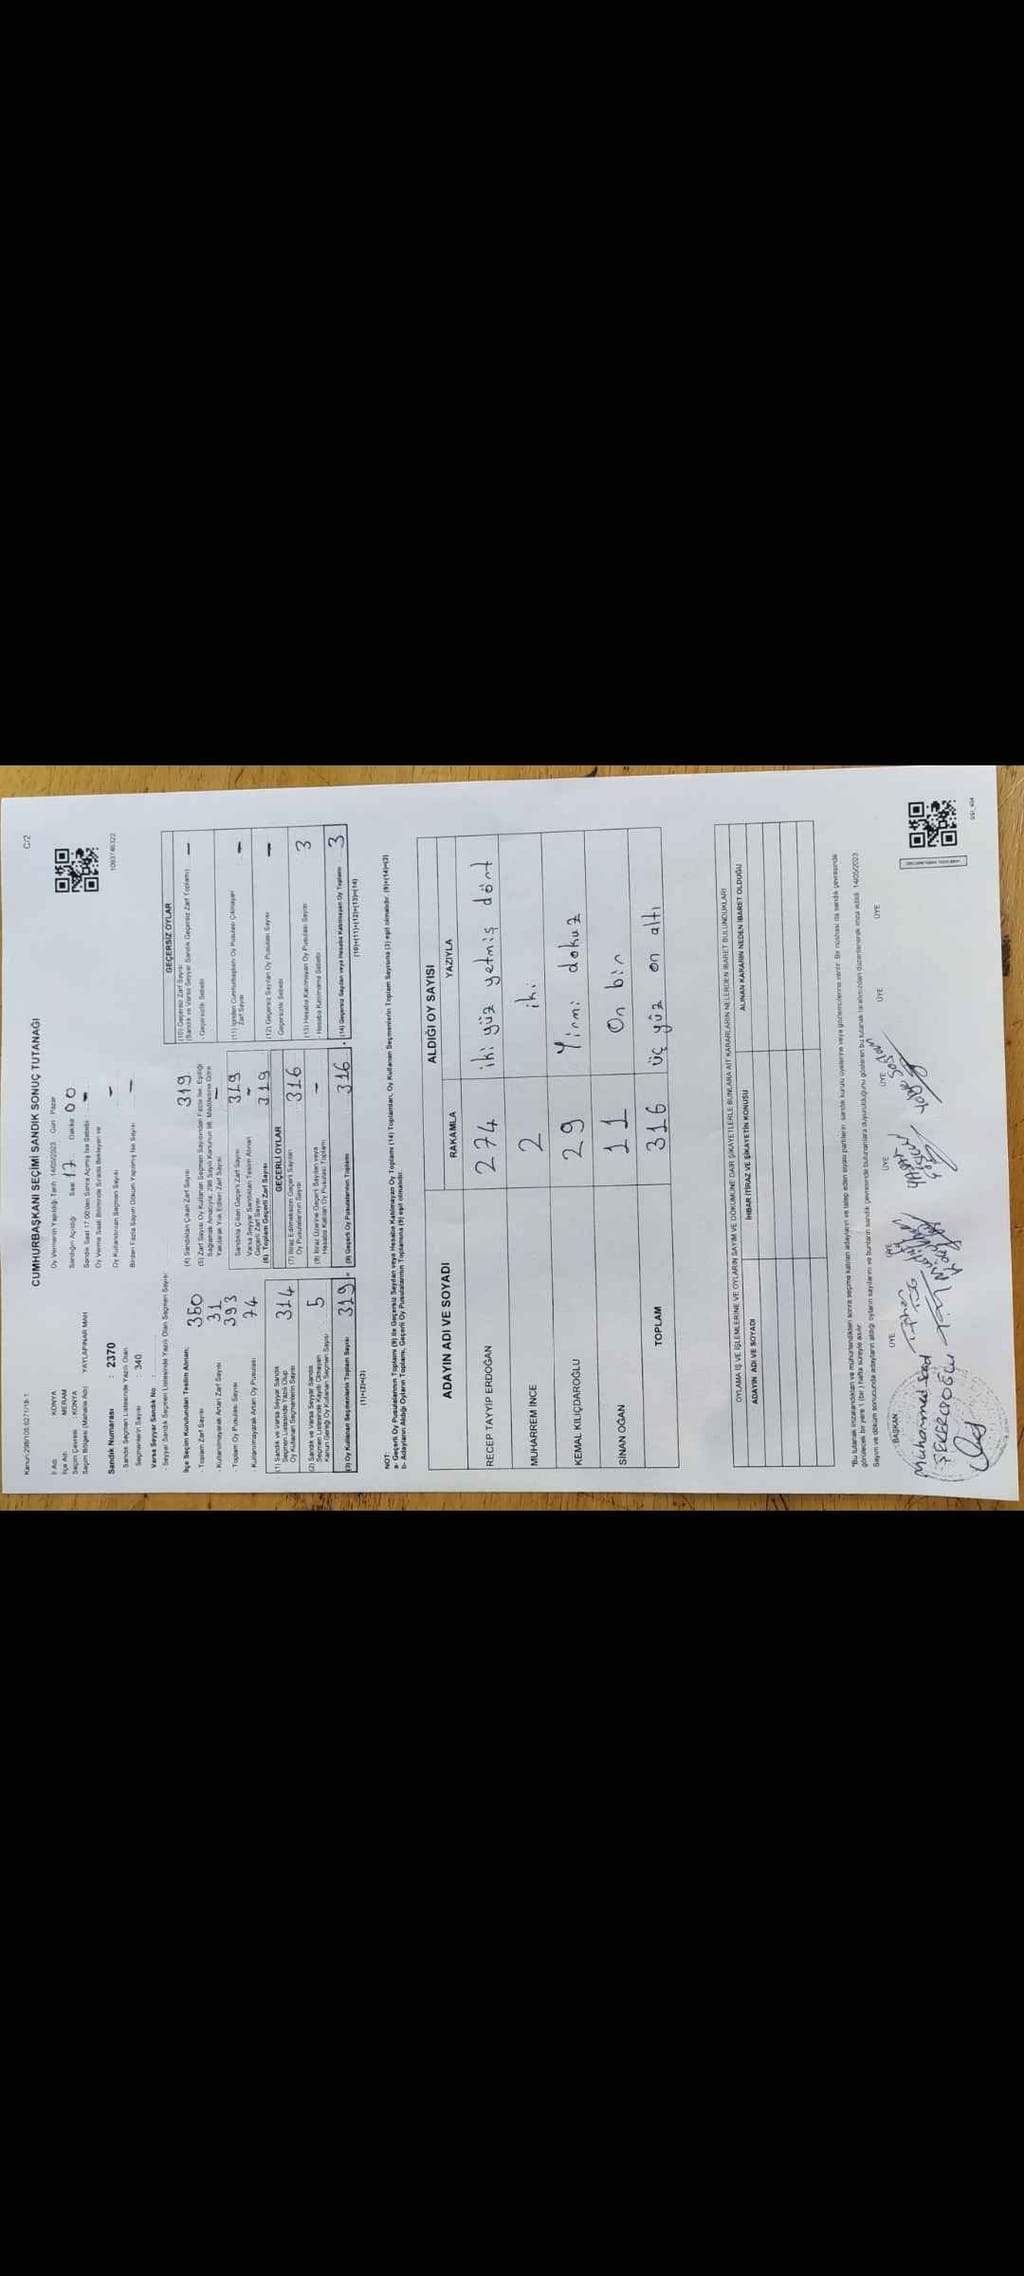 Kanun/298/105,6271/18-1
CUMHURBAŞKANI SEÇİMİ SANDIK SONUÇ TUTANAĞI
C/2
İl Adı : KONYA
İlçe Adı : MERAM
Seçim Çevresi : KONYA
Seçim Bölgesi (Mahalle Adı) : YAYLAPINAR MAH
Sandık Numarası : 2370
Sandık Seçmen Listesinde Yazılı Olan
Seçmenlerin Sayısı : 340
Varsa Seyyar Sandık No :
- Seyyar Sandık Seçmen Listesinde Yazılı Olan Seçmen Sayısı:
Oy Vermenin Yapıldığı Tarih : 14/05/2023 Gün: Pazar
Sandığın Açıldığı Saat 17 Dakika 00
Sandık Saat 17:00'den Sonra Açılmış İse Sebebi: -
Oy Verme Saati Bitiminde Sırada Bekleyen ve
Oy Kullandırılan Seçmen Sayısı: -
Birden Fazla Sayım Döküm Yapılmış İse Sayısı: -
İlçe Seçim Kurulundan Teslim Alınan;
- Toplam Zarf Sayısı 350
- Kullanılmayarak Artan Zarf Sayısı 31
- Toplam Oy Pusulası Sayısı 393
- Kullanılmayarak Artan Oy Pusulası 74
(1) Sandık ve Varsa Seyyar Sandık
Seçmen Listesinde Yazılı Olup
Oy Kullanan Seçmenlerin Sayısı 314
(2) Sandık ve Varsa Seyyar Sandık
Seçmen Listesinde Kayıtlı Olmayan
Kanun Gereği Oy Kullanan Seçmen Sayısı 5
(3) Oy Kullanan Seçmenlerin Toplam Sayısı 319
(1)+(2)=(3)
(4) Sandıktan Çıkan Zarf Sayısı 319
(5) Zarf Sayısı Oy Kullanan Seçmen Sayısından Fazla İse, Eşitliği
Sağlamak Amacıyla, 298 Sayılı Kanunun 98. Maddesine Göre
Yakılarak Yok Edilen Zarf Sayısı -
Sandıkta Çıkan Geçerli Zarf Sayısı 319
Varsa Seyyar Sandıktan Teslim Alınan
Geçerli Zarf Sayısı -
(6) Toplam Geçerli Zarf Sayısı 319
GEÇERLİ OYLAR
(7) İtiraz Edilmeksizin Geçerli Sayılan
Oy Pusulalarının Sayısı 316
(8) İtiraz Üzerine Geçerli Sayılan veya
Hesaba Katılan Oy Pusulası Toplamı -
(9) Geçerli Oy Pusulalarının Toplamı 316
GEÇERSİZ OYLAR
(10) Geçersiz Zarf Sayısı
(Sandık ve Varsa Seyyar Sandık Geçersiz Zarf Toplamı) -
- Geçersizlik Sebebi:
(11) İçinden Cumhurbaşkanı Oy Pusulası Çıkmayan
Zarf Sayısı -
(12) Geçersiz Sayılan Oy Pusulası Sayısı -
- Geçersizlik Sebebi
(13) Hesaba Katılmayan Oy Pusulası Sayısı 3
- Hesaba Katılmama Sebebi
(14) Geçersiz Sayılan veya Hesaba Katılmayan Oy Toplamı 3
(10)+(11)+(12)+(13)=(14)
NOT:
a- Geçerli Oy Pusulalarının Toplamı (9) ile Geçersiz Sayılan veya Hesaba Katılmayan Oy Toplamı (14) Toplamları, Oy Kullanan Seçmenlerin Toplam Sayısına (3) eşit olmalıdır. (9)+(14)=(3)
b- Adayların Aldığı Oyların Toplamı, Geçerli Oy Pusulalarının Toplamına (9) eşit olmalıdır.
ADAYIN ADI VE SOYADI
ALDIĞI OY SAYISI
RAKAMLA YAZIYLA
RECEP TAYYİP ERDOĞAN 274 iki yüz yetmiş dört
MUHARREM İNCE 2 iki
KEMAL KILIÇDAROĞLU 29 Yirmi dokuz
SİNAN OĞAN 11 On bir
TOPLAM 316 üç yüz on altı
OYLAMA İŞ VE İŞLEMLERİNE VE OYLARIN SAYIM VE DÖKÜMÜNE DAİR ŞİKAYETLERLE BUNLARA AİT KARARLARIN NELERDEN İBARET BULUNDUKLARI
ADAYIN ADI VE SOYADI
İHBAR İTİRAZ VE ŞİKAYETİN KONUSU
ALINAN KARARIN NEDEN İBARET OLDUĞU
*Bu tutanak imzalandıktan ve mühürlendikten sonra seçime katılan adayların ve talep eden siyasi partilerin sandık kurulu üyelerine veya gözlemcilerine verilir. Bir nüshası da sandık çevresinde
görülecek bir yere 1 (bir) hafta süreyle asılır.
Sayım ve döküm sonucunda adayların aldığı oyların sayılarını ve bunların sandık çevresinde bulunanlara duyurulduğunu gösteren bu tutanak tarafımızdan düzenlenerek imza edildi. 14/05/2023
BAŞKAN ÜYE ÜYE ÜYE ÜYE ÜYE ÜYE
Muhammed Said
ŞEKERCİOĞLU